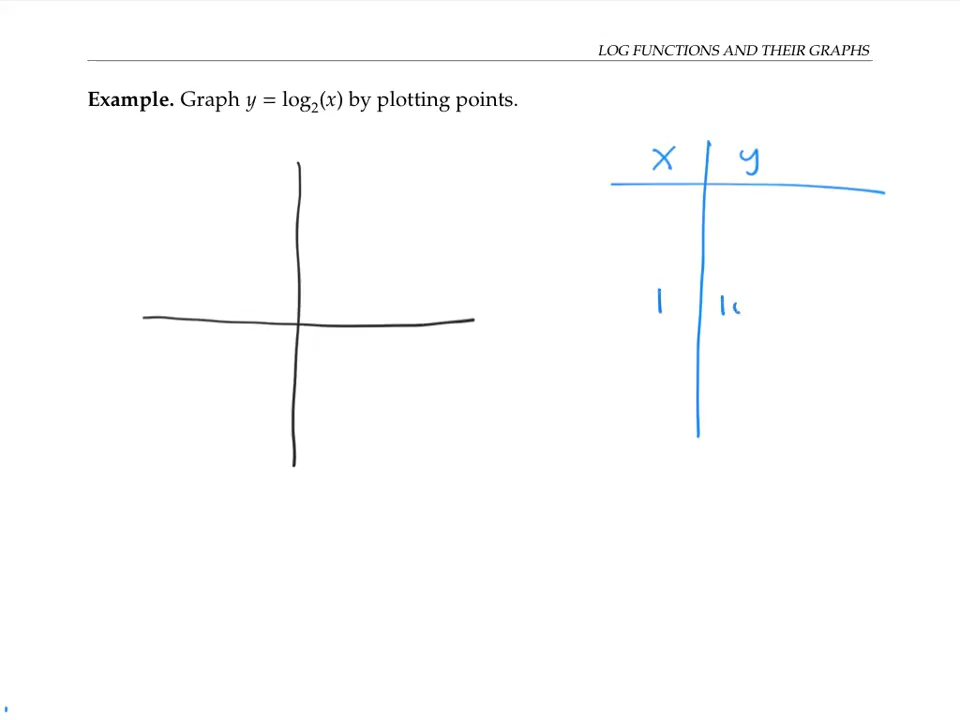 LOG FUNCTIONS AND THEIR GRAPHS
Example. Graph y = log₂(x) by plotting points.
x y
1